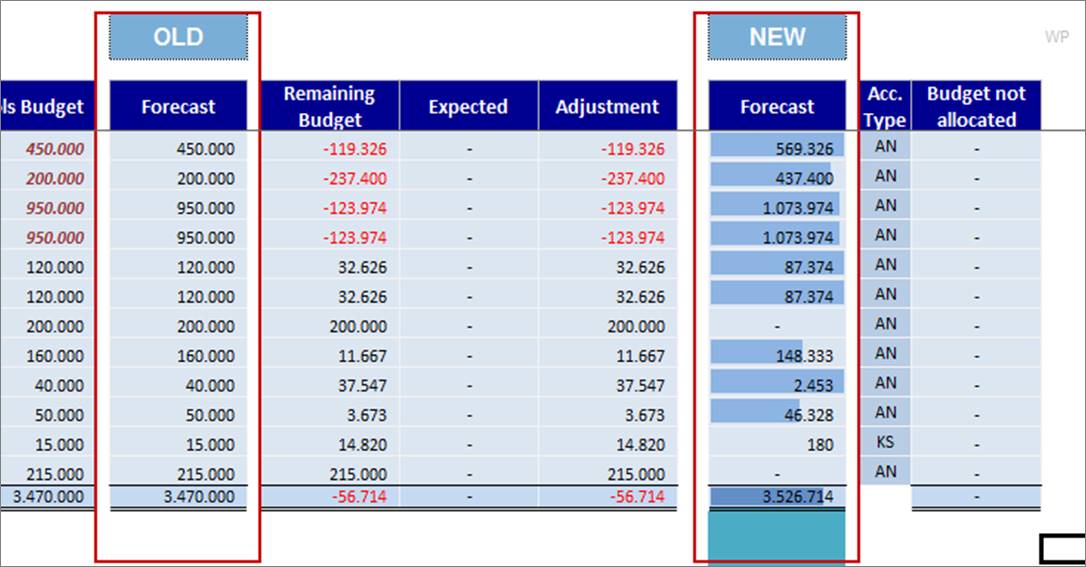 OLD NEW WP
ls Budget Forecast Remaining Budget Expected Adjustment Forecast Acc. Type Budget not allocated
450.000 450.000 -119.326 - -119.326 569.326 AN -
200.000 200.000 -237.400 - -237.400 437.400 AN -
950.000 950.000 -123.974 - -123.974 1.073.974 AN -
950.000 950.000 -123.974 - -123.974 1.073.974 AN -
120.000 120.000 32.626 - 32.626 87.374 AN -
120.000 120.000 32.626 - 32.626 87.374 AN -
200.000 200.000 200.000 - 200.000 - AN -
160.000 160.000 11.667 - 11.667 148.333 AN -
40.000 40.000 37.547 - 37.547 2.453 AN -
50.000 50.000 3.673 - 3.673 46.328 AN -
15.000 15.000 14.820 - 14.820 180 KS -
215.000 215.000 215.000 - 215.000 - AN -
3.470.000 3.470.000 -56.714 - -56.714 3.526.714 -